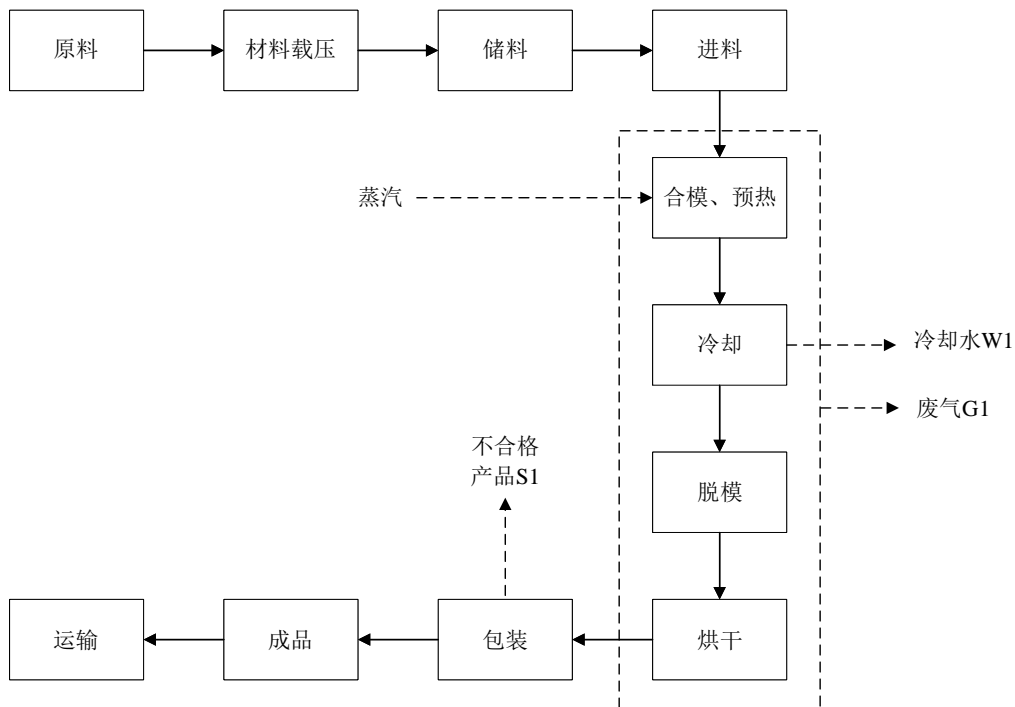 原料
材料载压
储料
进料
蒸汽
合模、预热
冷却
冷却水W1
废气G1
不合格
产品S1
脱模
运输
成品
包装
烘干